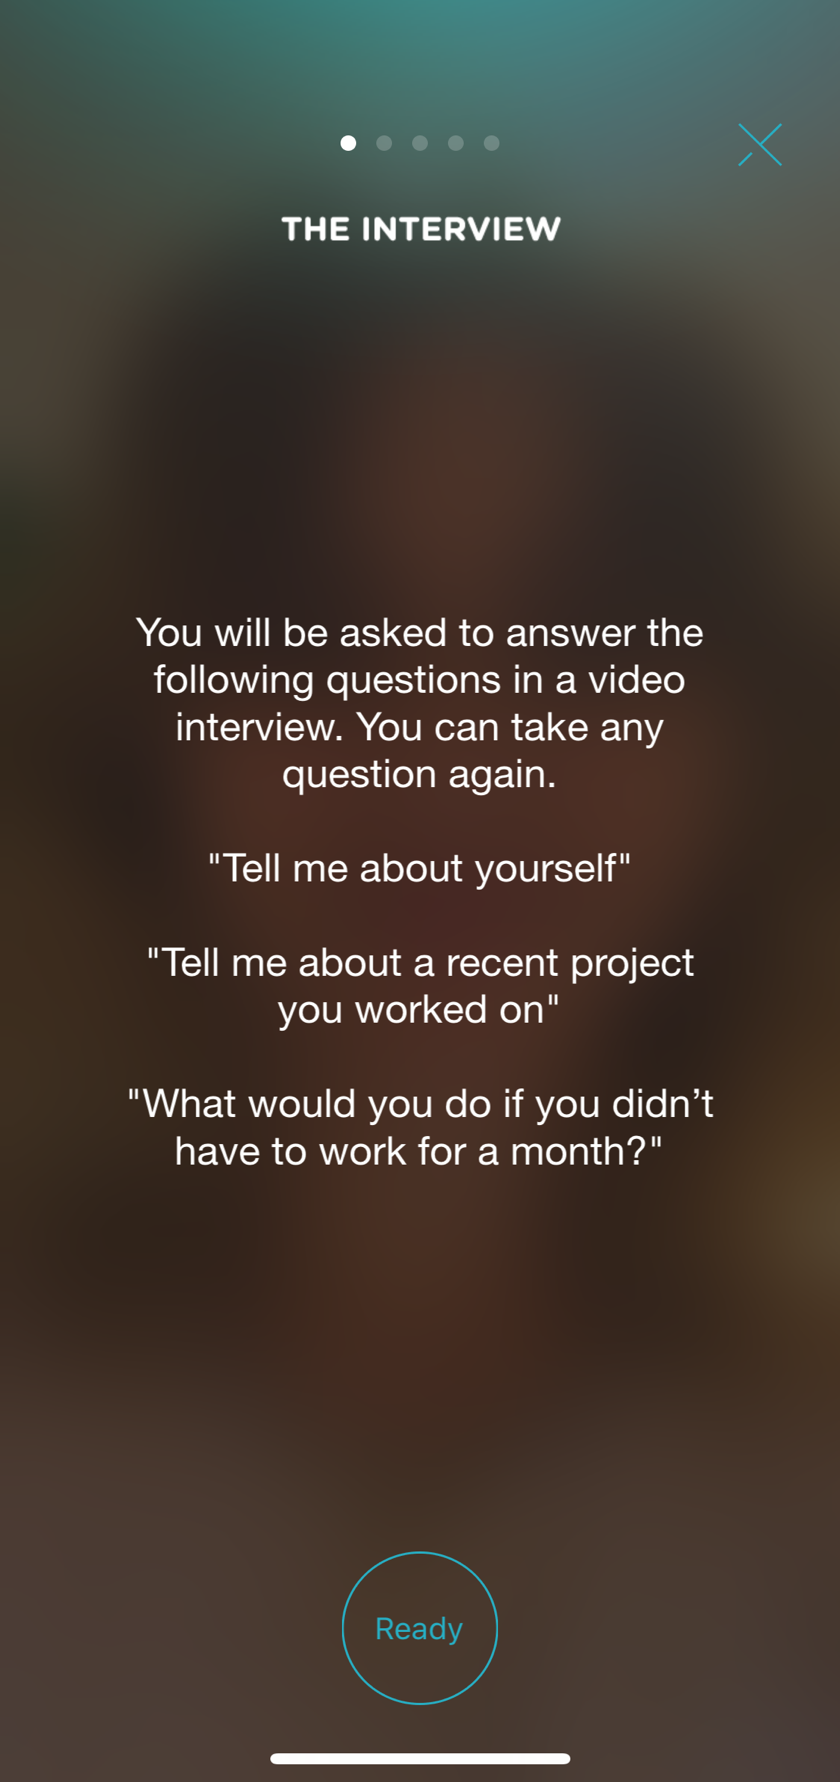 THE INTERVIEW
You will be asked to answer the
following questions in a video
interview. You can take any
question again.
"Tell me about yourself"
"Tell me about a recent project
you worked on"
"What would you do if you didn’t
have to work for a month?"
Ready